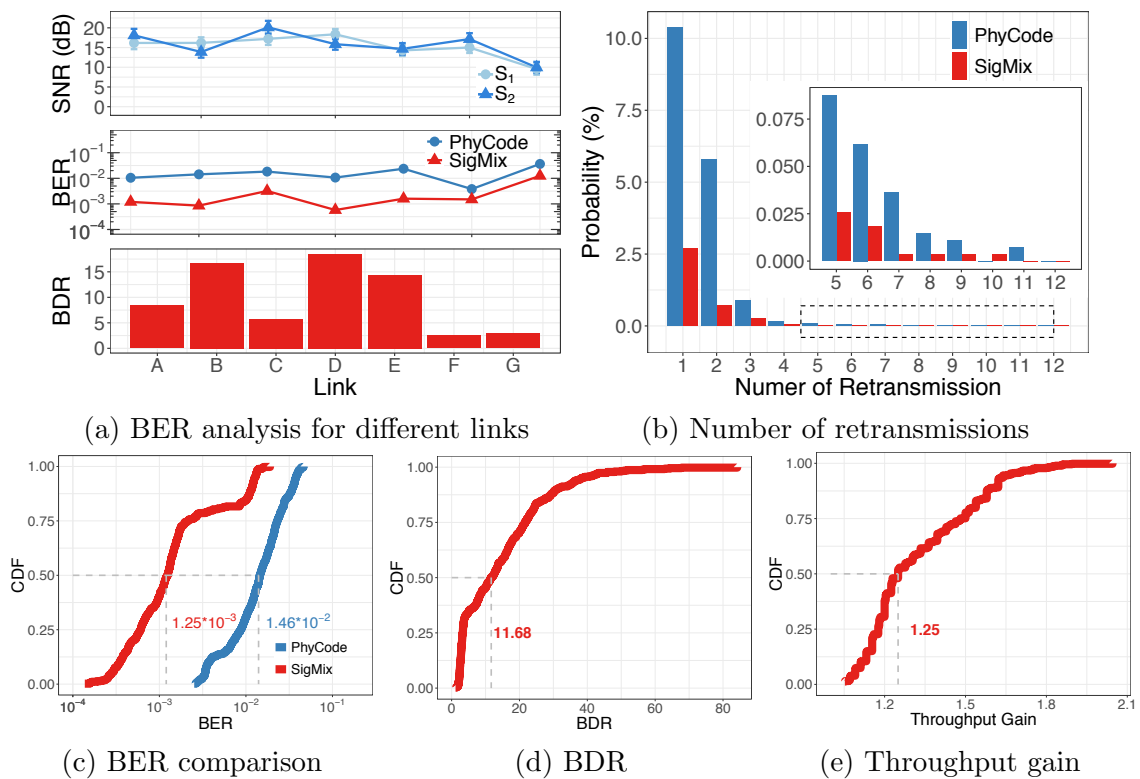 SNR (dB)
20
15
10
5
0
S1
S2
BER
10−1
10−2
10−3
10−4
PhyCode
SigMix
BDR
15
10
5
0
A B C D E F G
Link
(a) BER analysis for different links
Probability (%)
10.0
7.5
5.0
2.5
0.0
PhyCode
SigMix
0.075
0.050
0.025
0.000
5 6 7 8 9 10 11 12
1 2 3 4 5 6 7 8 9 10 11 12
Numer of Retransmission
(b) Number of retransmissions
CDF
1.00
0.75
0.50
0.25
0.00
1.25*10−3
1.46*10−2
PhyCode
SigMix
10−4 10−3 10−2 10−1
BER
(c) BER comparison
CDF
1.00
0.75
0.50
0.25
0.00
11.68
0 20 40 60 80
BDR
(d) BDR
CDF
1.00
0.75
0.50
0.25
0.00
1.25
1.2 1.5 1.8 2.1
Throughput Gain
(e) Throughput gain